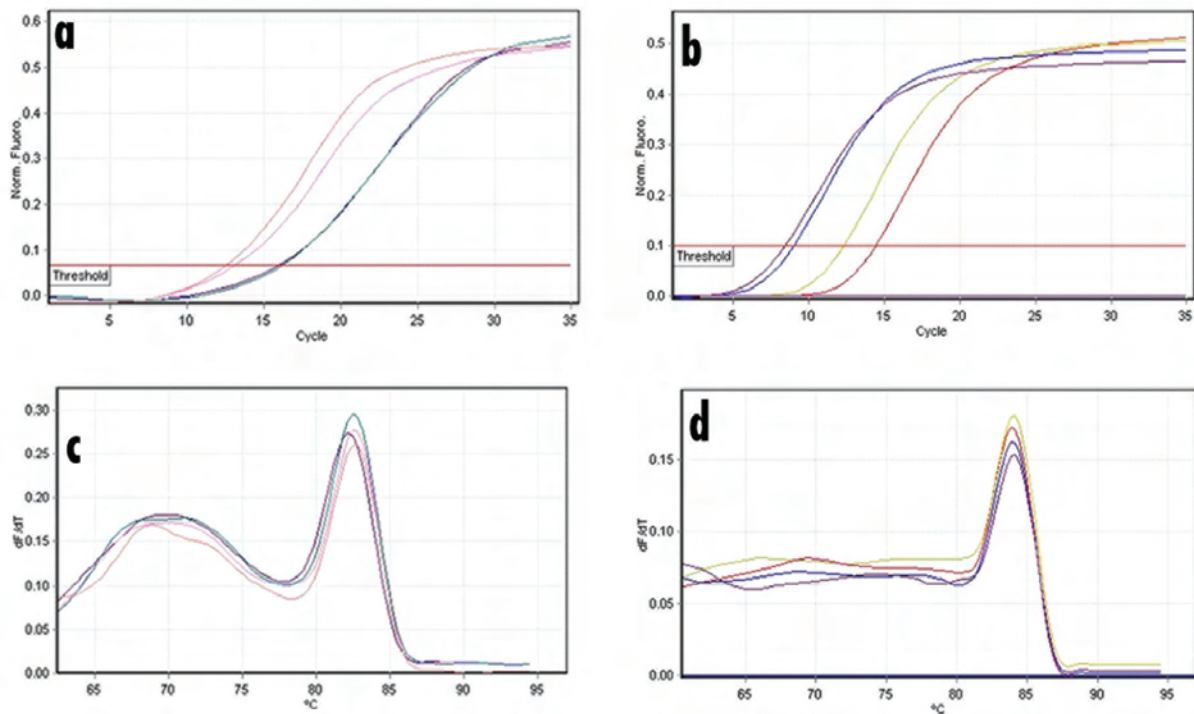 a
0.6
0.5
0.4
0.3
0.2
0.1
0.0
Norm. Fluoro.
Threshold
5 10 15 20 25 30 35
Cycle
b
0.5
0.4
0.3
0.2
0.1
0.0
Norm. Fluoro.
Threshold
5 10 15 20 25 30 35
Cycle
c
0.30
0.25
0.20
0.15
0.10
0.05
0.00
dF/dT
65 70 75 80 85 90 95
°C
d
0.15
0.10
0.05
0.00
dF/dT
65 70 75 80 85 90 95
°C